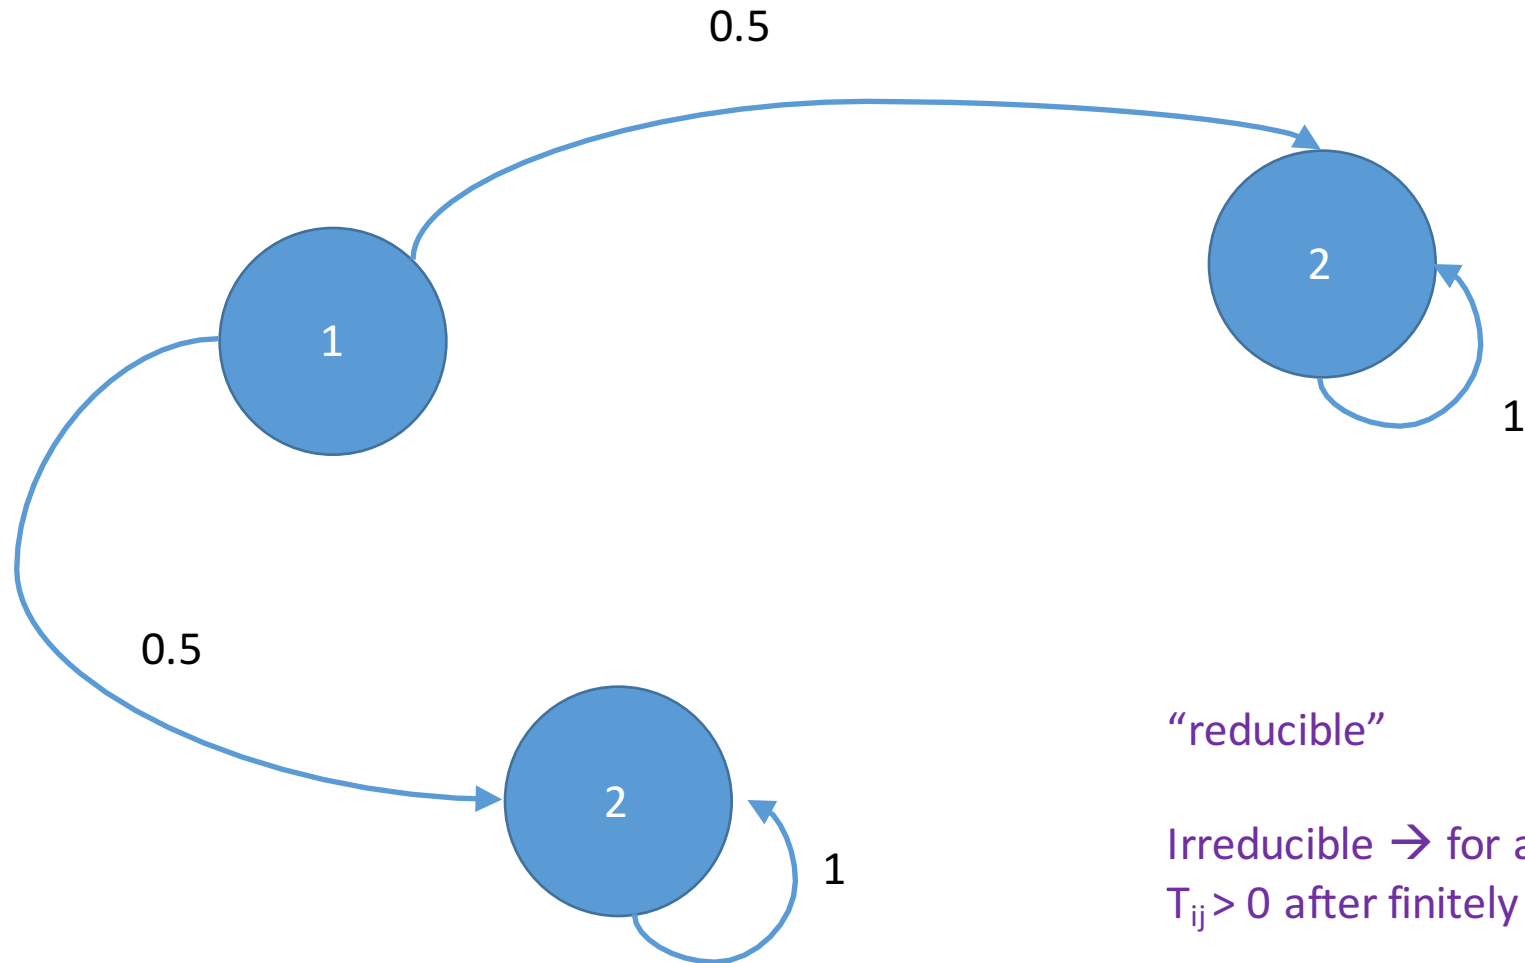 0.5
2
1
1
0.5
"reducible"
2
Irreducible → for a
1
Tij > 0 after finitely